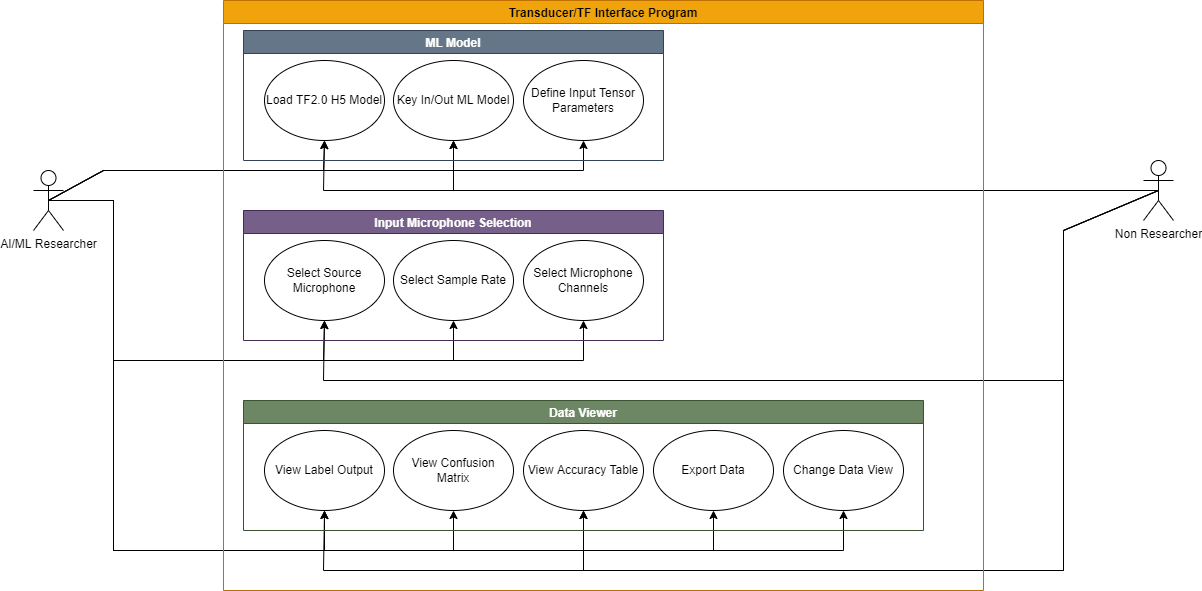 Transducer/TF Interface Program
ML Model
Load TF2.0 H5 Model
Key In/Out ML Model
Define Input Tensor
Parameters
AI/ML Researcher
Non Researcher
Input Microphone Selection
Select Source
Microphone
Select Sample Rate
Select Microphone
Channels
Data Viewer
View Label Output
View Confusion
Matrix
View Accuracy Table
Export Data
Change Data View